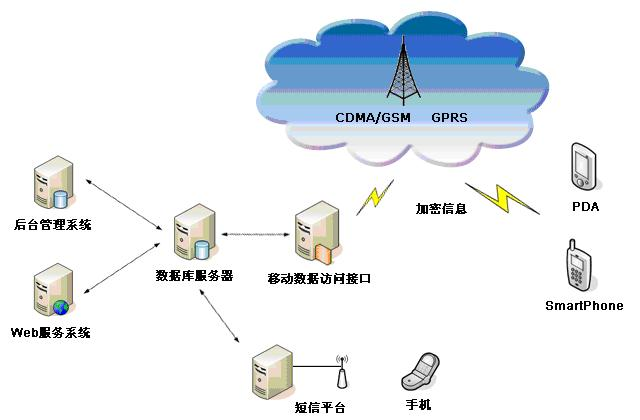 CDMA/GSM GPRS
加密信息
PDA
后台管理系统
数据库服务器
移动数据访问接口
SmartPhone
Web服务系统
短信平台
手机